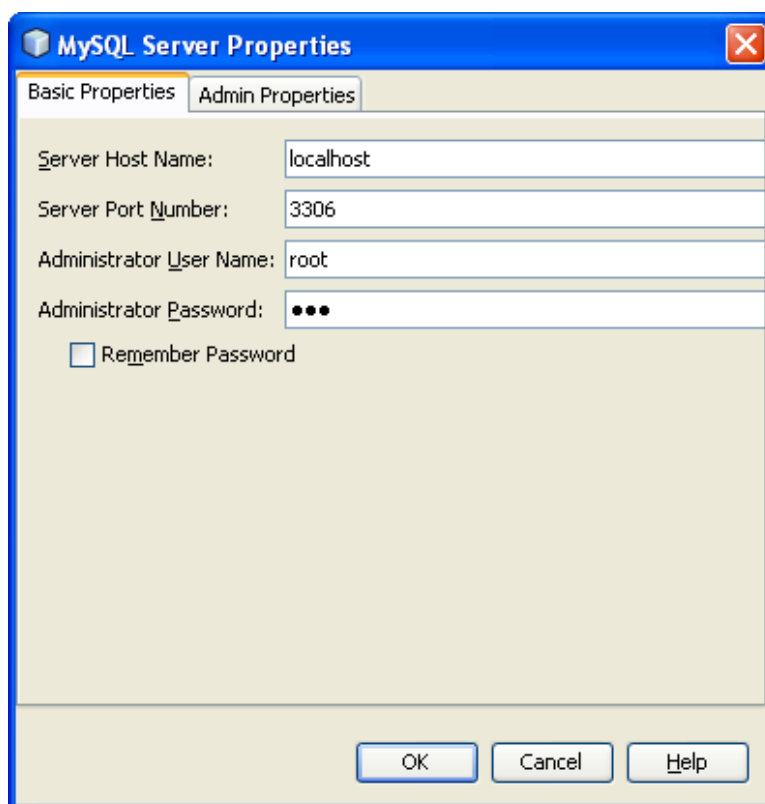 MySQL Server Properties
Basic Properties Admin Properties
Server Host Name: localhost
Server Port Number: 3306
Administrator User Name: root
Administrator Password: ●●●
Remember Password
OK Cancel Help